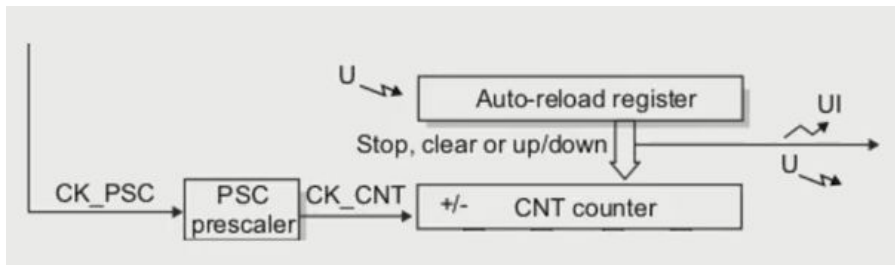 U
Auto-reload register
UI
Stop, clear or up/down
U
CK_PSC
PSC
prescaler
CK_CNT
+/- CNT counter